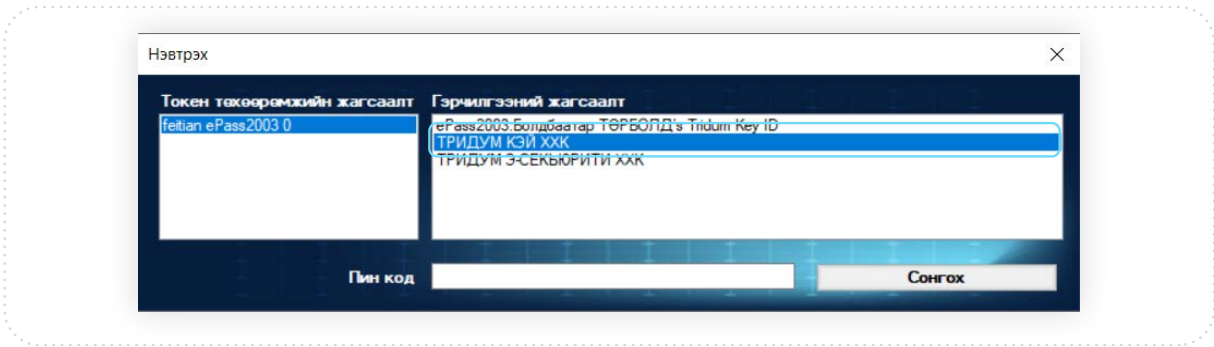 Нэвтрэх
Токен төхөөрөмжийн жагсаалт
Гэрчилгээний жагсаалт
feitian ePass2003 0
ePass2003:Болдбаатар ТӨРБОЛД's Tridum Key ID
ТРИДУМ КЭЙ ХХК
ТРИДУМ Э-СЕКЬЮРИТИ ХХК
Пин код
Сонгох